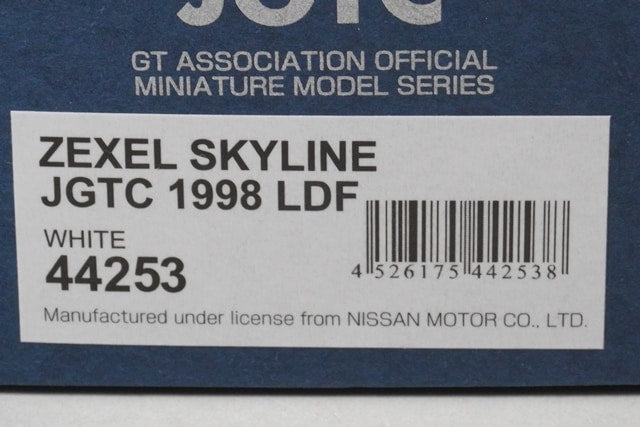 JGTC
GT ASSOCIATION OFFICIAL
MINIATURE MODEL SERIES
ZEXEL SKYLINE
JGTC 1998 LDF
WHITE
44253
4 526175 442538
Manufactured under license from NISSAN MOTOR CO., LTD.